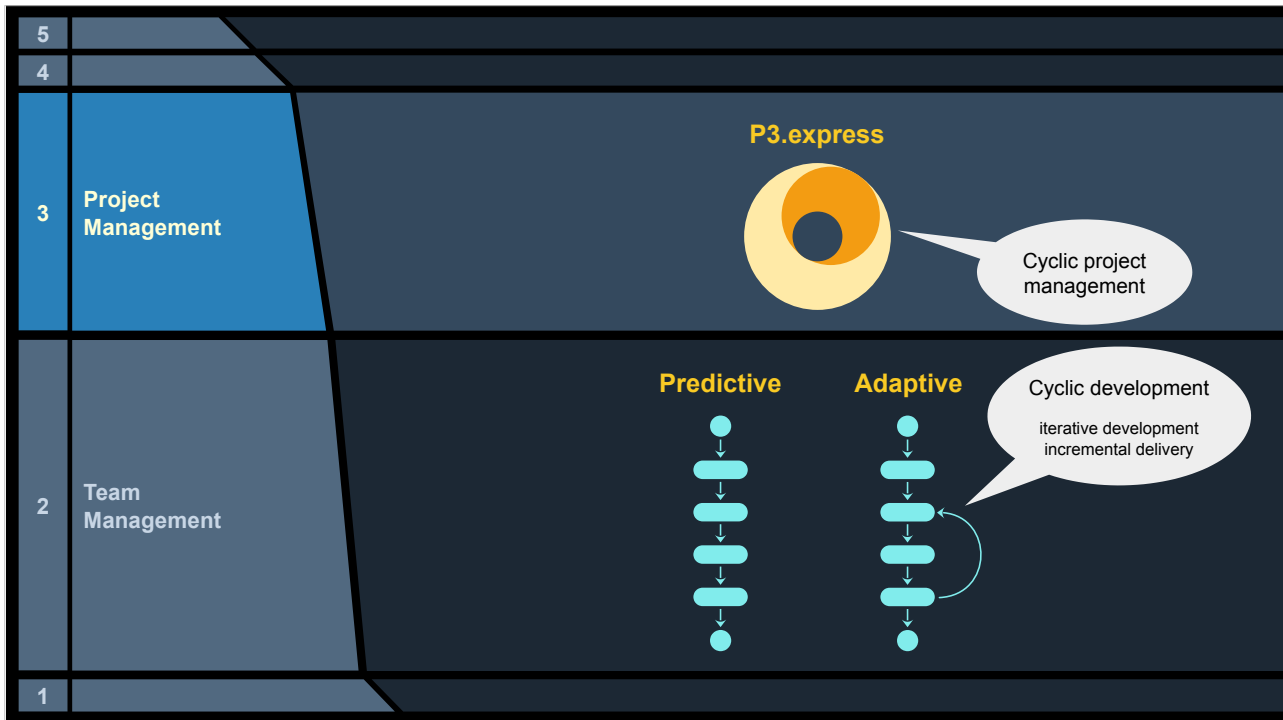 5
4
3
Project
Management
P3.express
Cyclic project
management
2
Team
Management
Predictive
Adaptive
Cyclic development
iterative development
incremental delivery
1